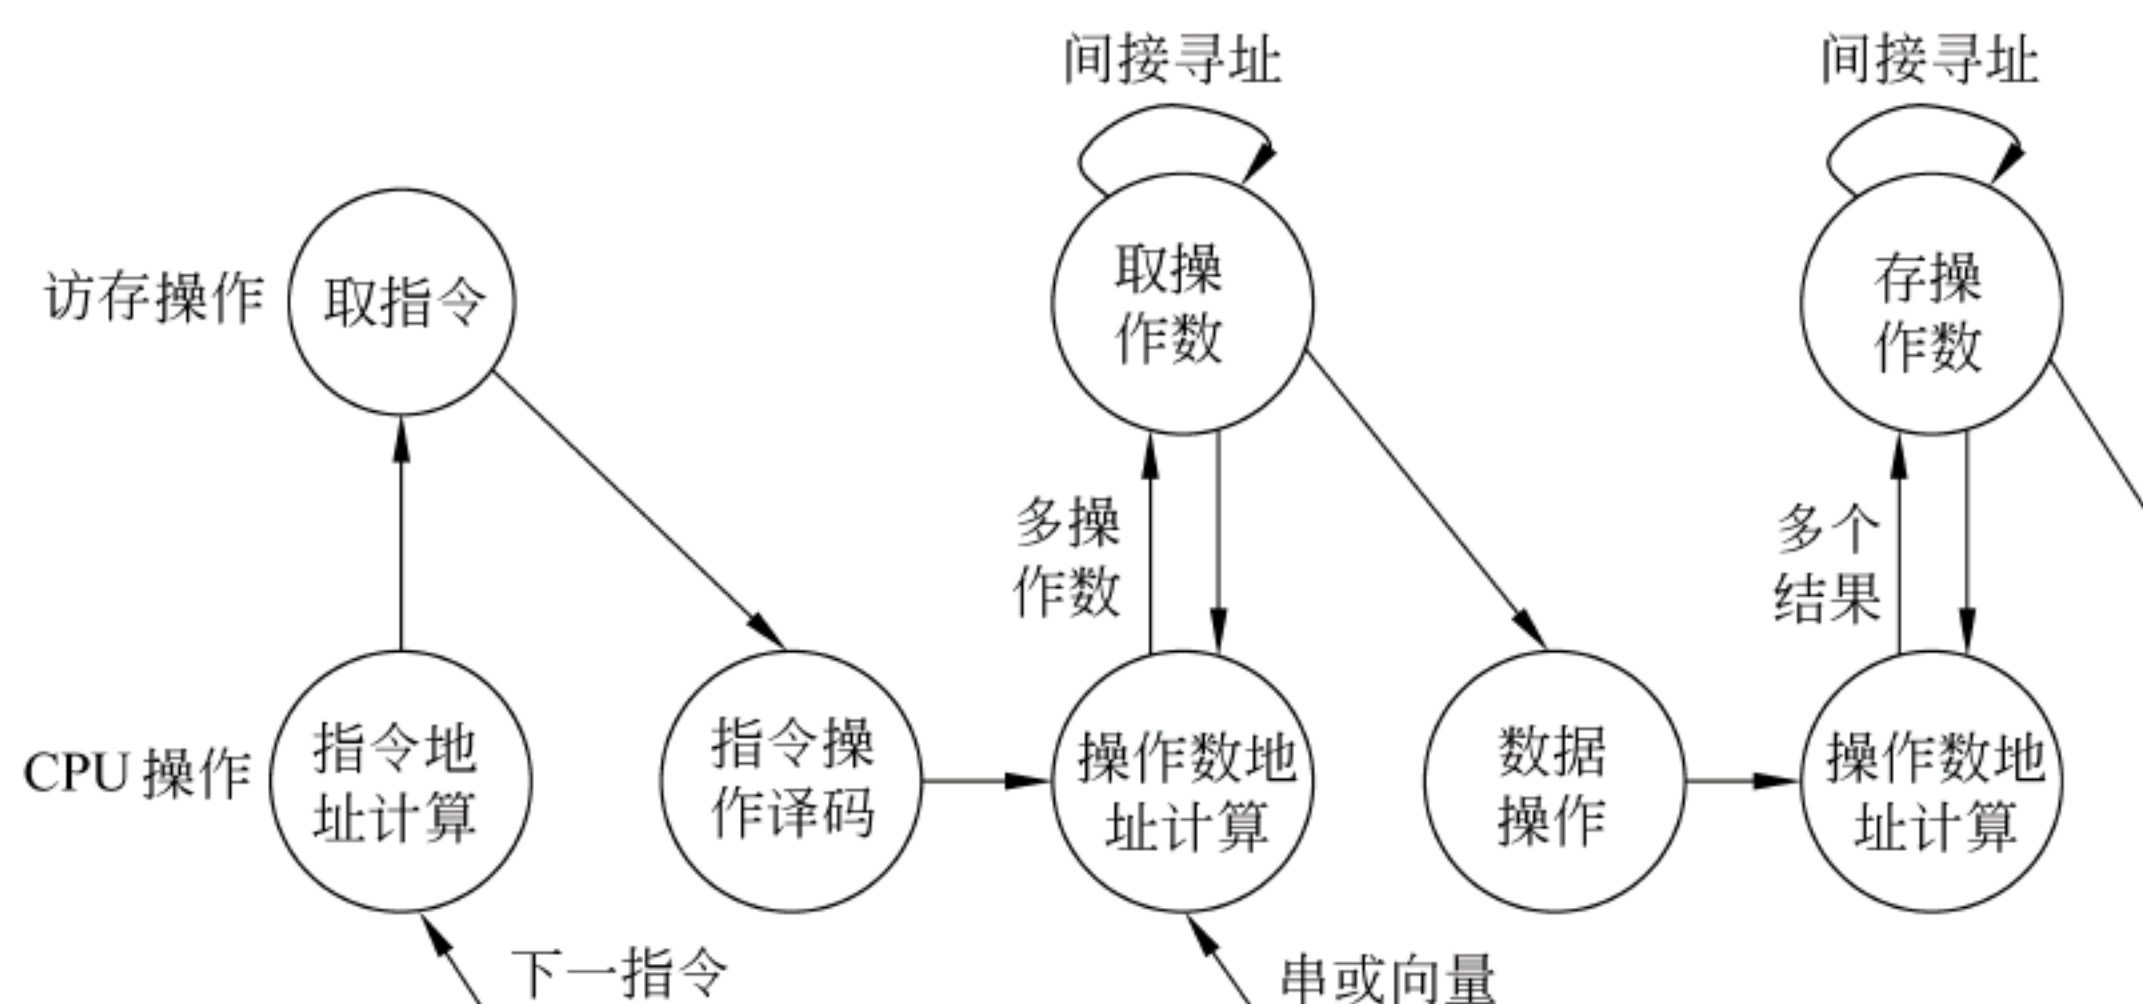 间接寻址
间接寻址
访存操作
取指令
取操
作数
存操
作数
多操
作数
多个
结果
CPU 操作
指令地
址计算
指令操
作译码
操作数地
址计算
数据
操作
操作数地
址计算
下一指令
串或向量